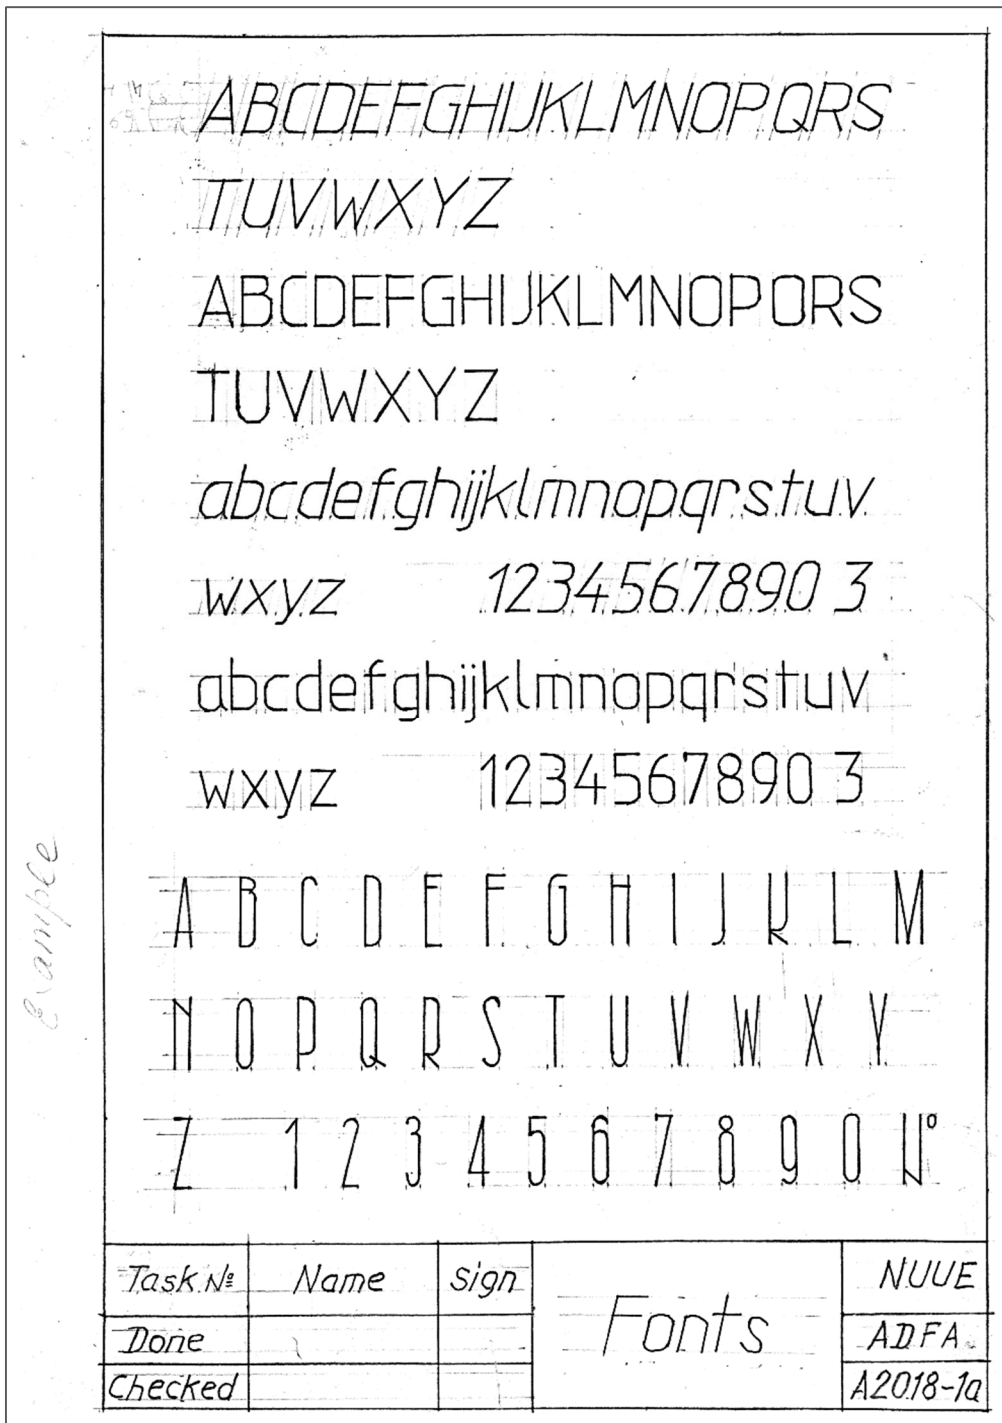 ABCDEFGHIJKLMNOPQRS
TUVWXYZ
ABCDEFGHIJKLMNOPORS
TUVWXYZ
abcdefghijklmnopqrstuv
wxyz 1234567890 3
abcdefghijklmnopqrstuv
wxyz 1234567890 3
Example
A B C D E F G H I J K L M
N O P Q R S T U V W X Y
Z 1 2 3 4 5 6 7 8 9 0 №
Task № Name sign Fonts NUUE
Done ADFA
Checked A2018-1a